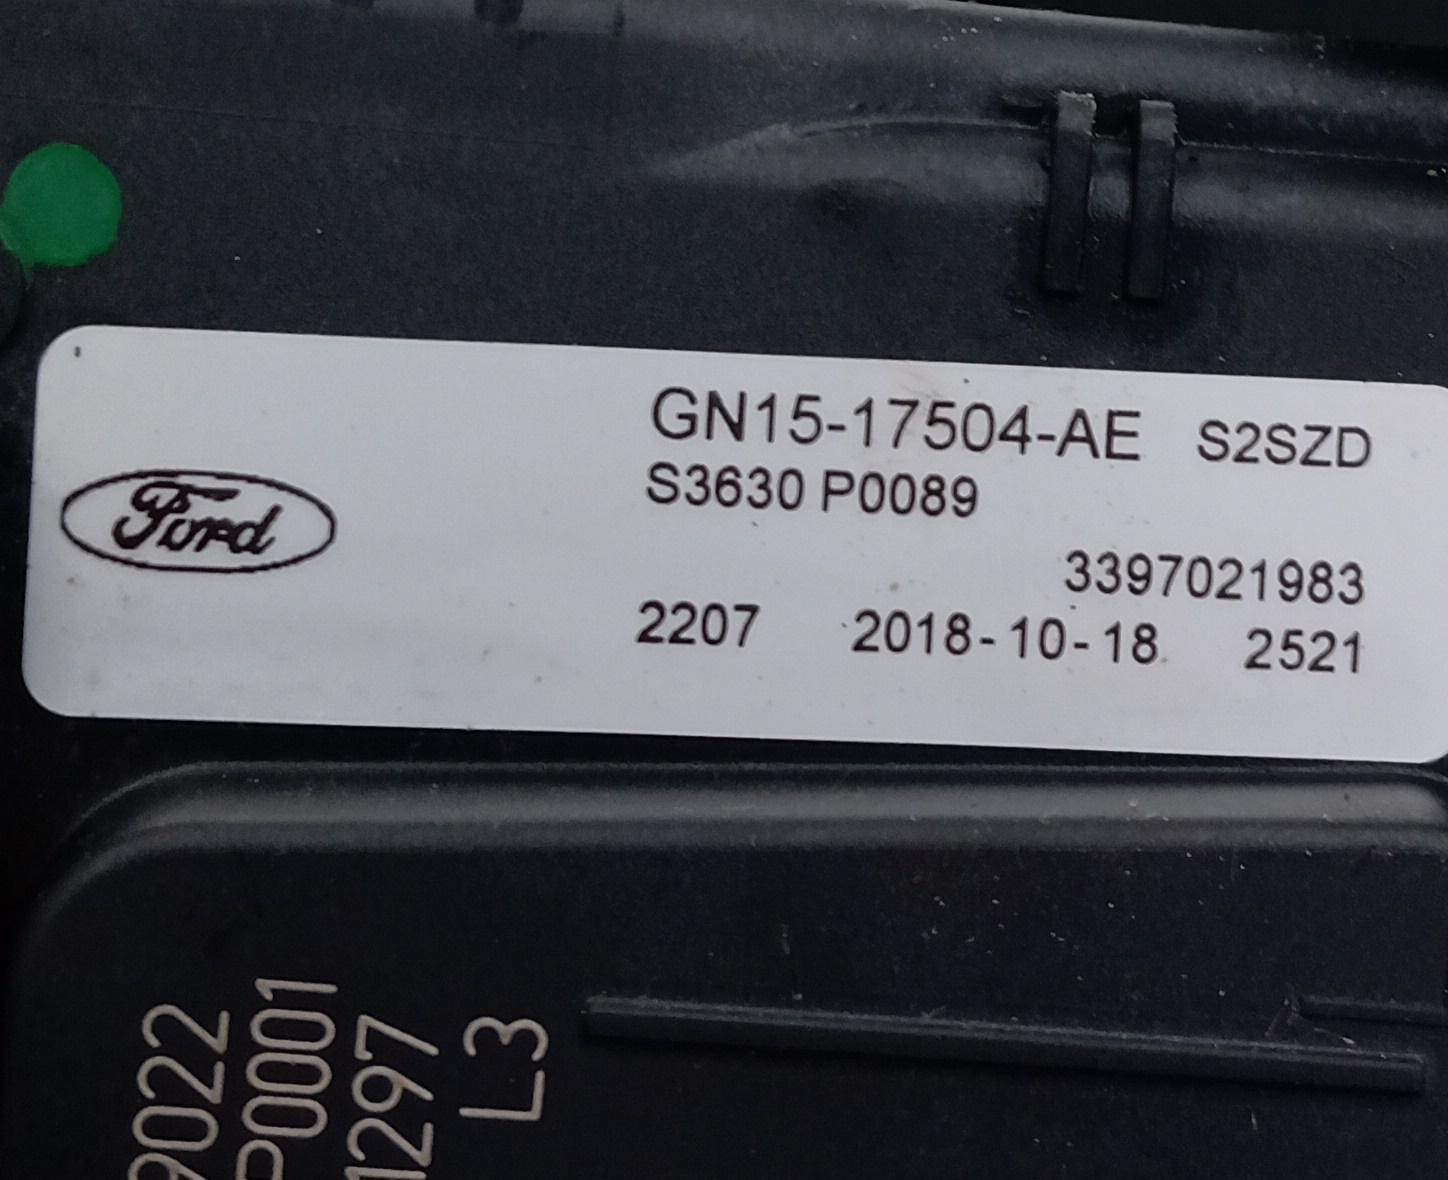 GN15-17504-AE S2SZD
S3630 P0089
Ford
3397021983
2207 2018-10-18 2521
9022
P0001
1297
L3